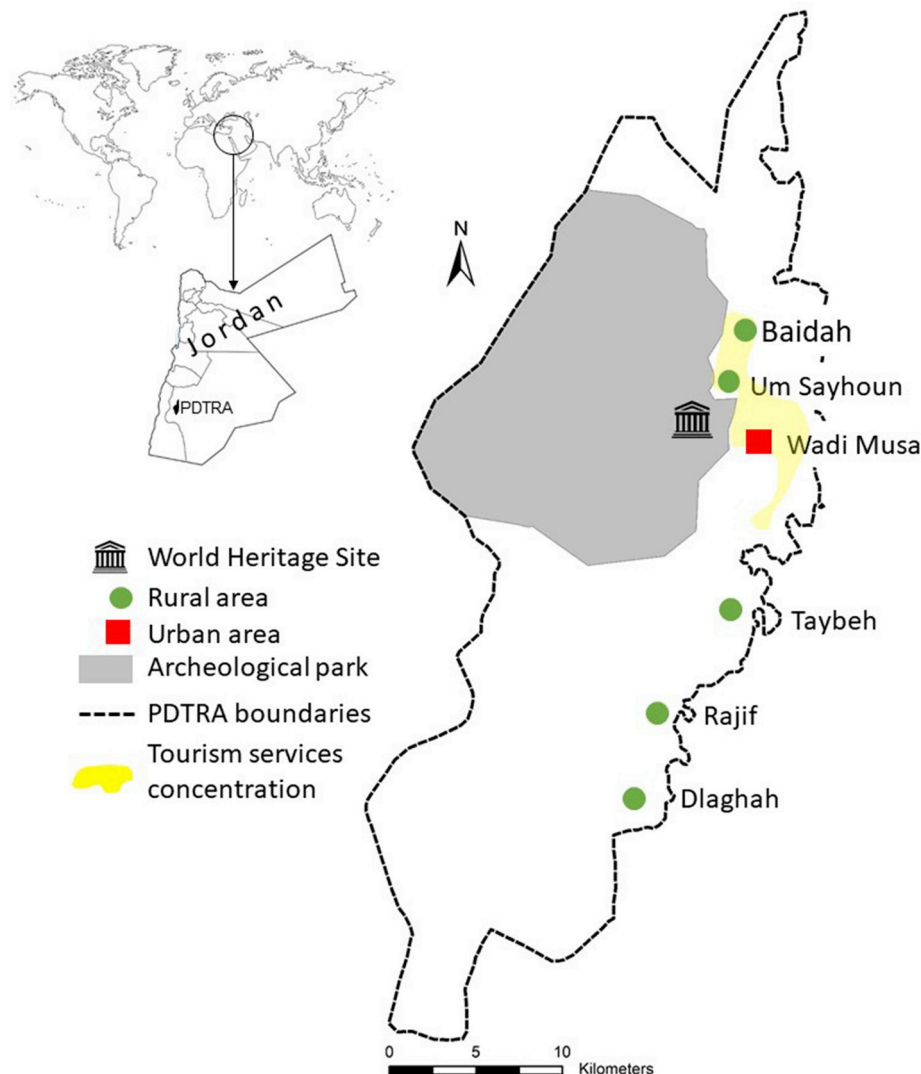 N
Jordan
PDTRA
Baidah
Um Sayhoun
Wadi Musa
Taybeh
Rajif
Dlaghah
World Heritage Site
Rural area
Urban area
Archeological park
PDTRA boundaries
Tourism services
concentration
0 5 10
Kilometers